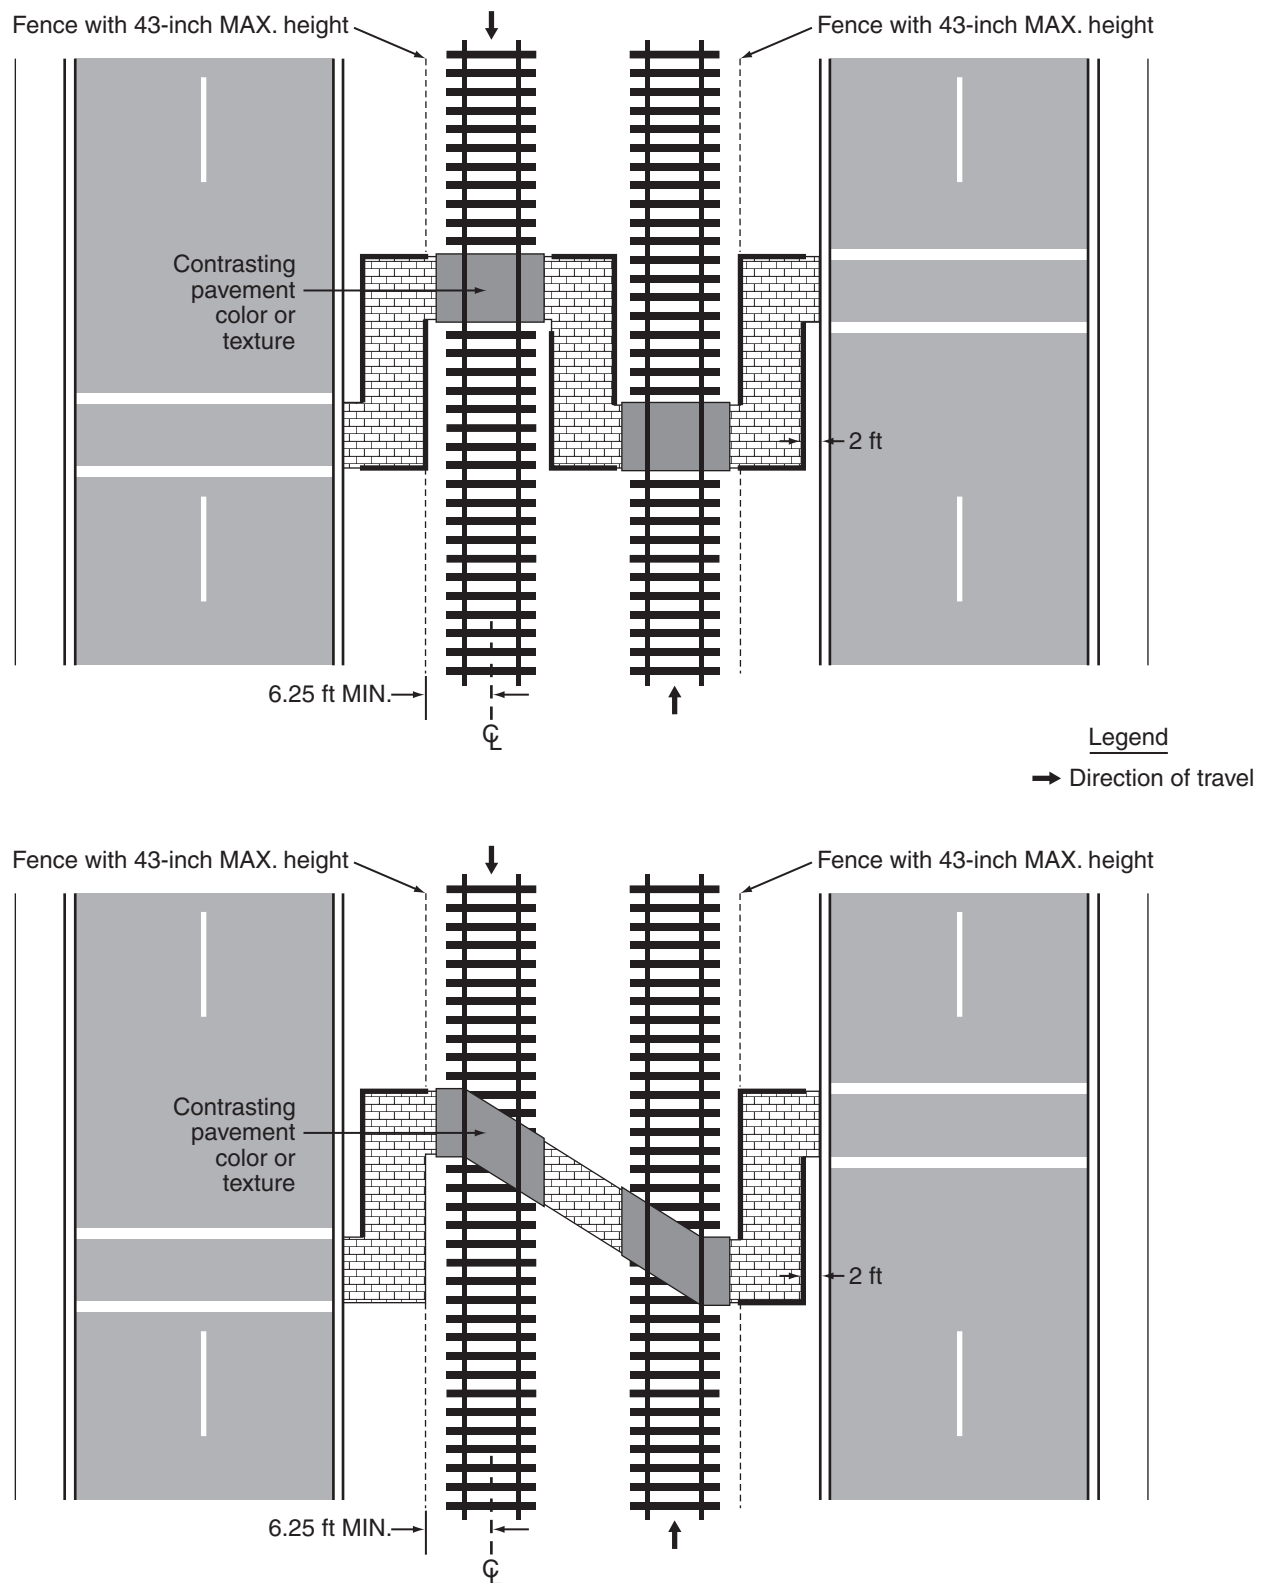 Fence with 43-inch MAX. height
Fence with 43-inch MAX. height
Contrasting
pavement
color or
texture
2 ft
6.25 ft MIN.
℄
Legend
Direction of travel
Fence with 43-inch MAX. height
Fence with 43-inch MAX. height
Contrasting
pavement
color or
texture
2 ft
6.25 ft MIN.
℄